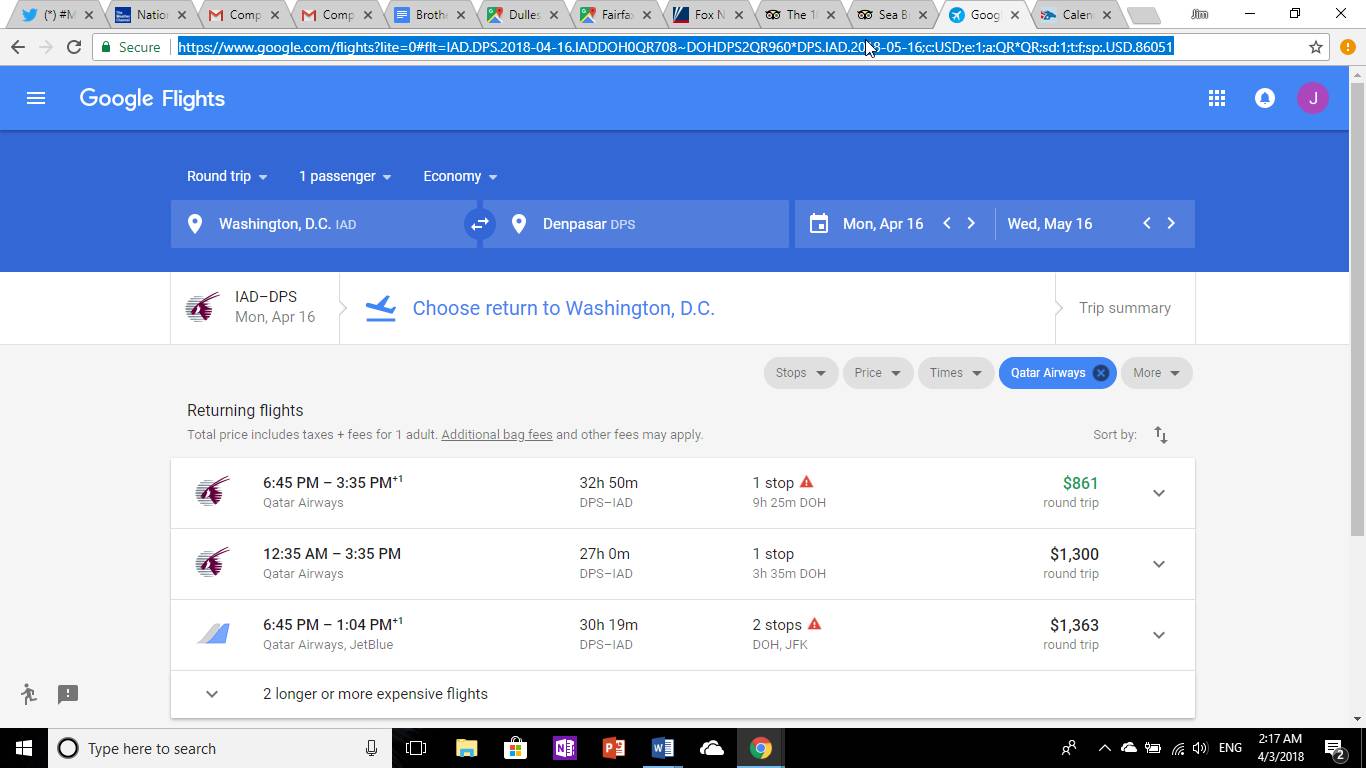 (*) #M
Nation
Comp
Comp
Brothe
Dulles
Fairfax
Fox N
The
Sea B
Goog
Calen
Jim
Secure
https://www.google.com/flights?lite=0#flt=IAD.DPS.2018-04-16.IADDOH0QR708~DOHDPS2QR960*DPS.IAD.2018-05-16;c:USD;e:1;a:QR*QR;sd:1;t:f;sp:.USD.86051
Google Flights
J
Round trip
1 passenger
Economy
Washington, D.C. IAD
Denpasar DPS
Mon, Apr 16
Wed, May 16
IAD–DPS
Mon, Apr 16
Choose return to Washington, D.C.
Trip summary
Stops
Price
Times
Qatar Airways
More
Returning flights
Total price includes taxes + fees for 1 adult. Additional bag fees and other fees may apply.
Sort by:
6:45 PM – 3:35 PM+1
Qatar Airways
32h 50m
DPS–IAD
1 stop
9h 25m DOH
$861
round trip
12:35 AM – 3:35 PM
Qatar Airways
27h 0m
DPS–IAD
1 stop
3h 35m DOH
$1,300
round trip
6:45 PM – 1:04 PM+1
Qatar Airways, JetBlue
30h 19m
DPS–IAD
2 stops
DOH, JFK
$1,363
round trip
2 longer or more expensive flights
Type here to search
ENG
2:17 AM
4/3/2018
2